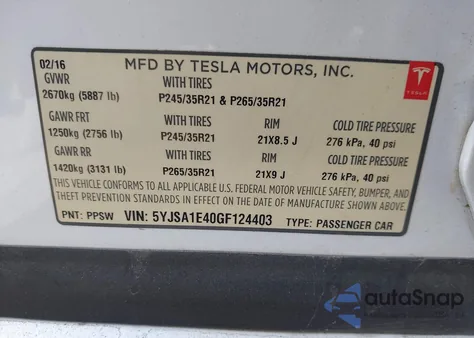 02/16 MFD BY TESLA MOTORS, INC.
GVWR WITH TIRES
2670kg (5887 lb) P245/35R21 & P265/35R21
GAWR FRT WITH TIRES RIM COLD TIRE PRESSURE
1250kg (2756 lb) P245/35R21 21X8.5 J 276 kPa, 40 psi
GAWR RR WITH TIRES RIM COLD TIRE PRESSURE
1420kg (3131 lb) P265/35R21 21X9 J 276 kPa, 40 psi
THIS VEHICLE CONFORMS TO ALL APPLICABLE U.S. FEDERAL MOTOR VEHICLE SAFETY, BUMPER, AND
THEFT PREVENTION STANDARDS IN EFFECT ON THE DATE OF MANUFACTURE SHOWN ABOVE.
PNT: PPSW VIN: 5YJSA1E40GF124403 TYPE: PASSENGER CAR
TESLA
autoSnap